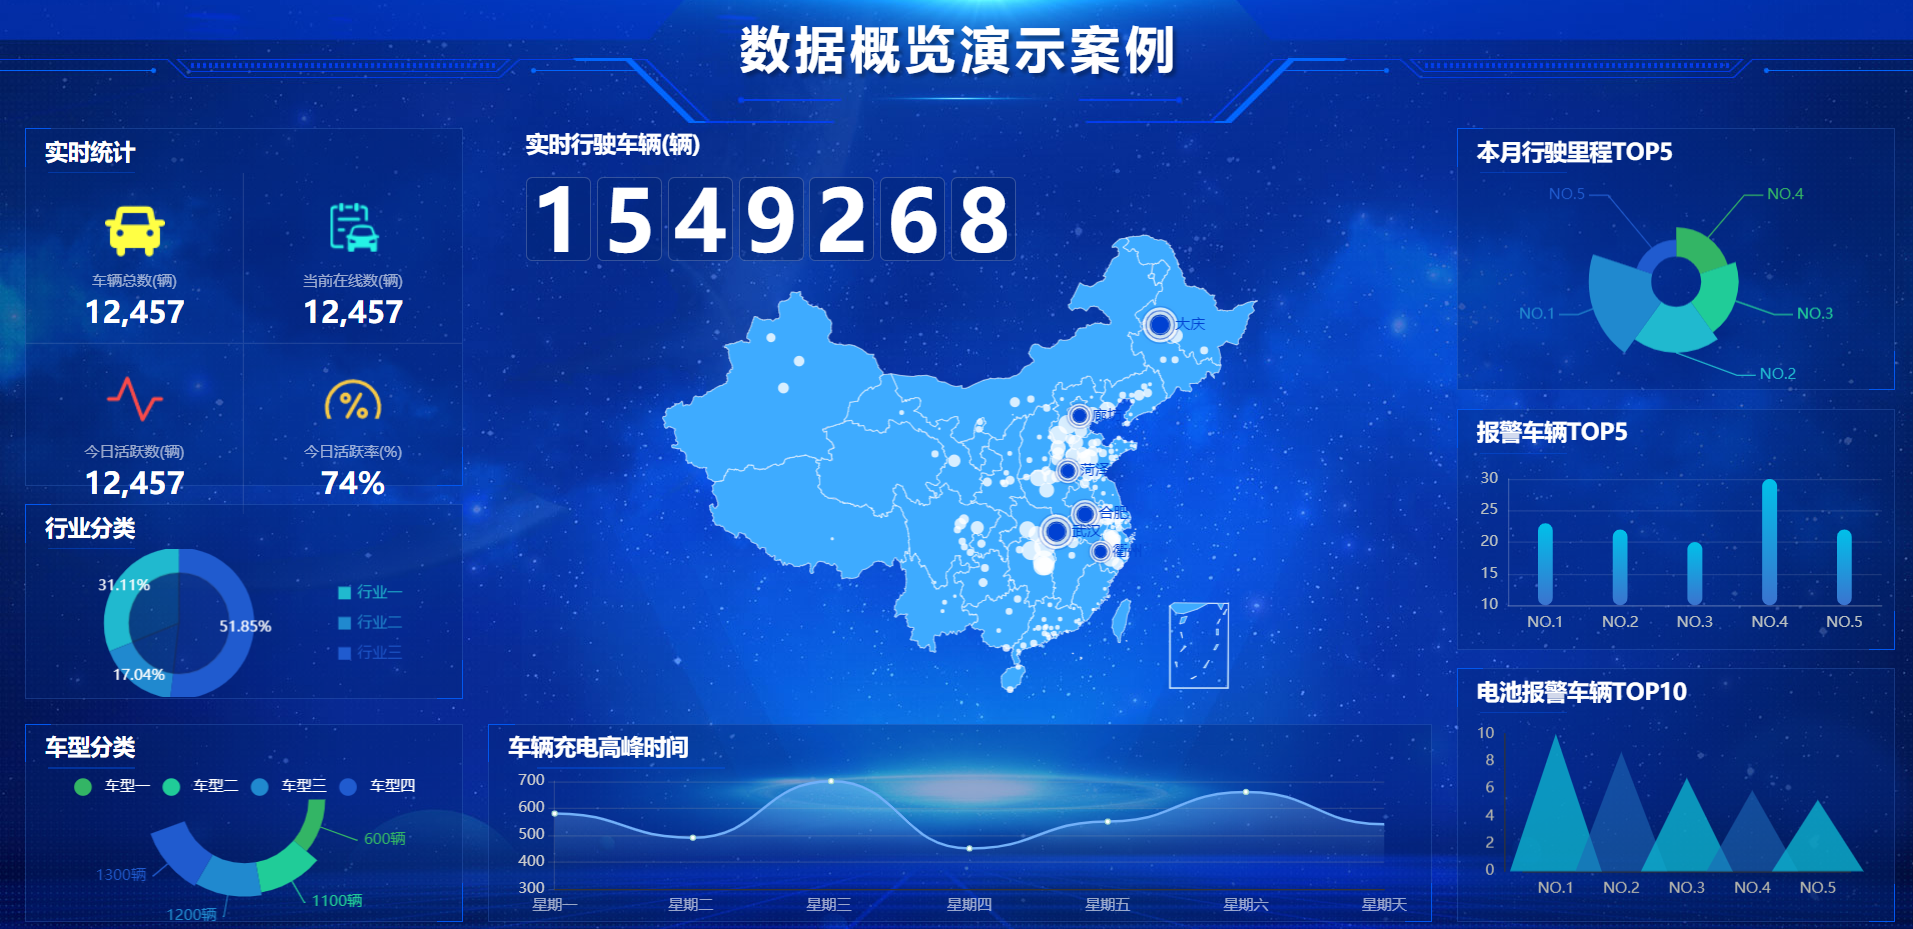 数据概览演示案例
实时统计
车辆总数(辆)
12,457
当前在线数(辆)
12,457
今日活跃数(辆)
12,457
今日活跃率(%)
74%
行业分类
31.11%
51.85%
17.04%
行业一
行业二
行业三
车型分类
车型一
车型二
车型三
车型四
600辆
1300辆
1100辆
1200辆
实时行驶车辆(辆)
1549268
大庆
廊坊
菏泽
合肥
武汉
衢州
车辆充电高峰时间
700
600
500
400
300
星期一
星期二
星期三
星期四
星期五
星期六
星期天
本月行驶里程TOP5
NO.5
NO.4
NO.1
NO.3
NO.2
报警车辆TOP5
30
25
20
15
10
NO.1
NO.2
NO.3
NO.4
NO.5
电池报警车辆TOP10
10
8
6
4
2
0
NO.1
NO.2
NO.3
NO.4
NO.5